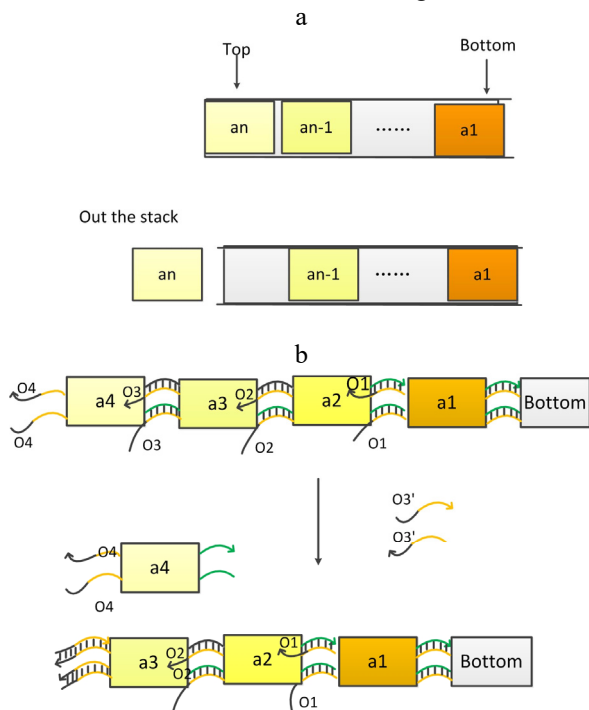 a
Top Bottom
an an-1 ...... a1
Out the stack
an an-1 ...... a1
b
O4 a4 O3 a3 O2 a2 O1 a1 Bottom
O4 O3 O2 O1
O3'
O3'
O4 a4
O4
a3 O2 a2 O1 a1 Bottom
O2 O1